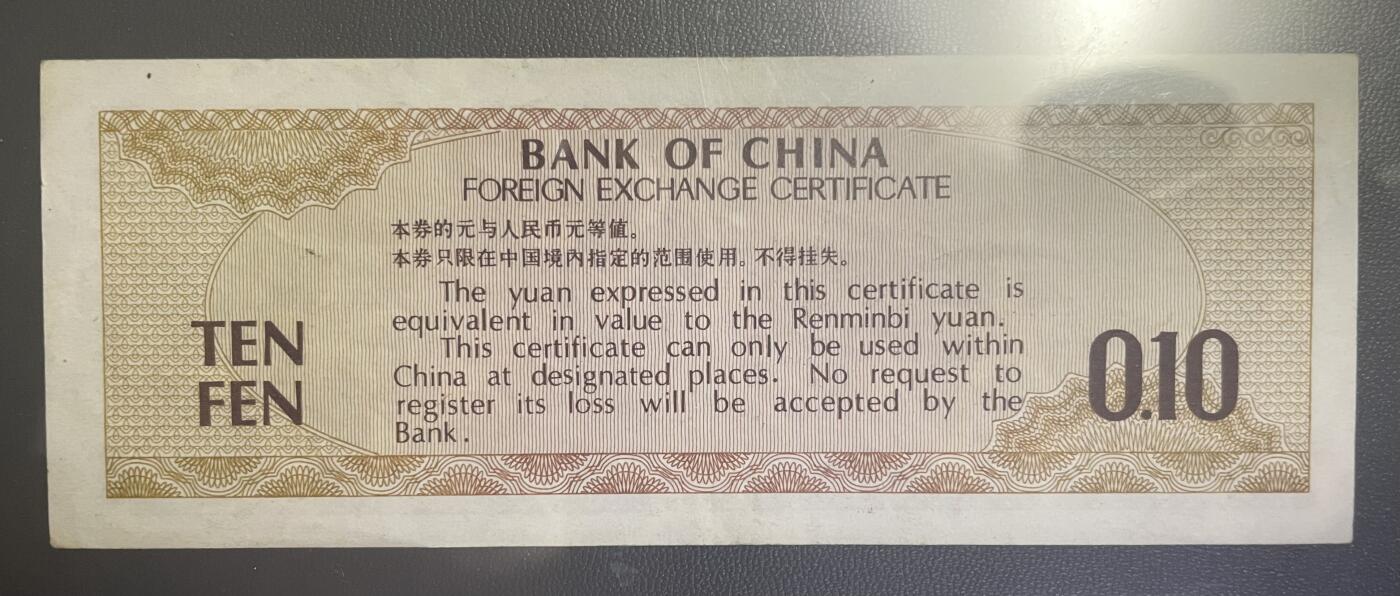 BANK OF CHINA
FOREIGN EXCHANGE CERTIFICATE
本券的元与人民币元等值。
本券只限在中国境内指定的范围使用。不得挂失。
The yuan expressed in this certificate is
equivalent in value to the Renminbi yuan.
This certificate can only be used within
China at designated places. No request to
register its loss will be accepted by the
Bank.
TEN
FEN
0.10